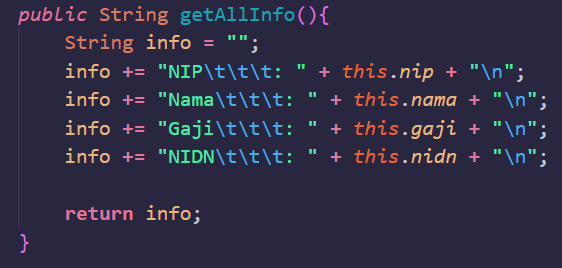 public String getAllInfo(){
    String info = "";
    info += "NIP\t\t\t: " + this.nip + "\n";
    info += "Nama\t\t\t: " + this.nama + "\n";
    info += "Gaji\t\t\t: " + this.gaji + "\n";
    info += "NIDN\t\t\t: " + this.nidn + "\n";

    return info;
}